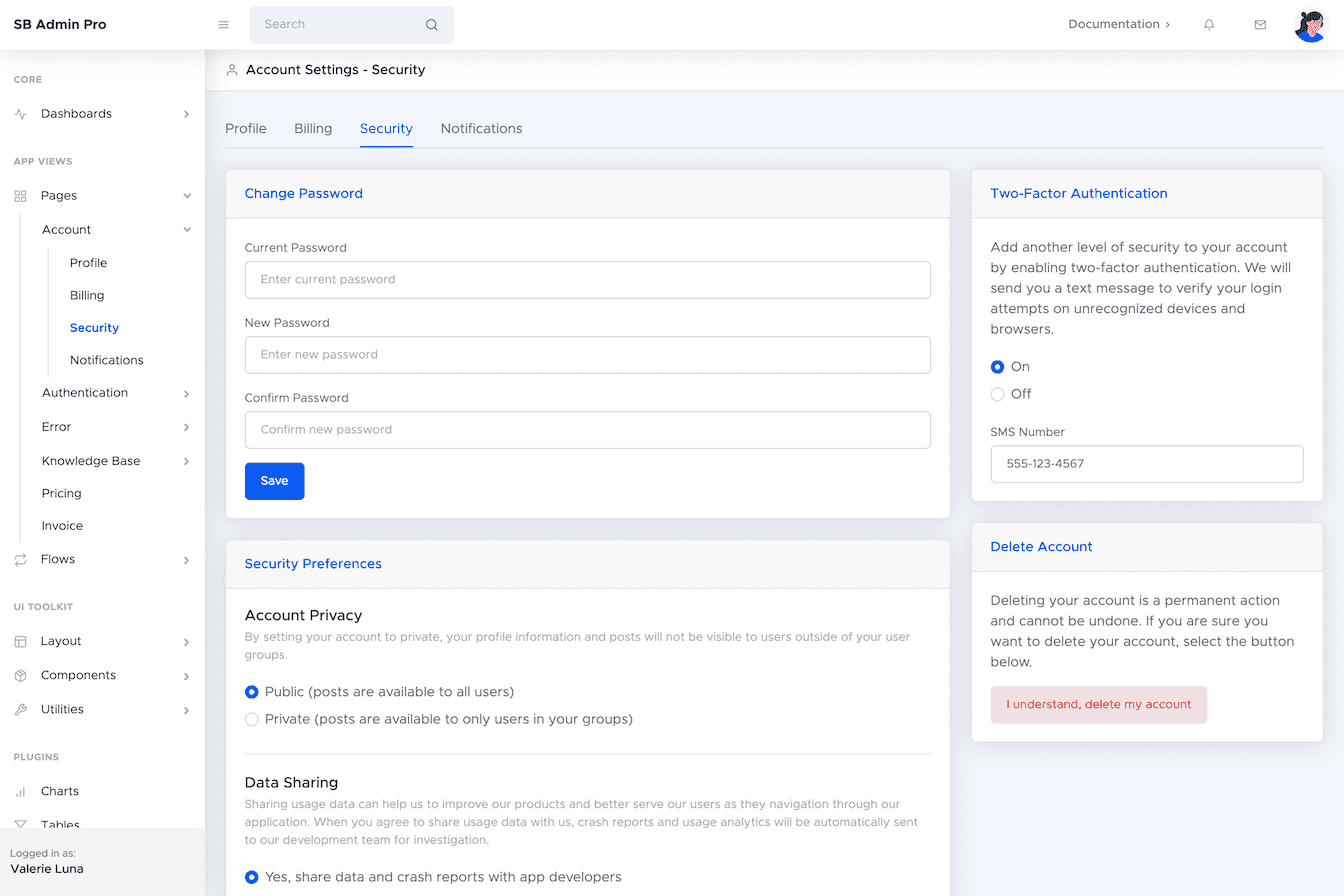 SB Admin Pro
Search
Documentation
CORE
Dashboards
APP VIEWS
Pages
Account
Profile
Billing
Security
Notifications
Authentication
Error
Knowledge Base
Pricing
Invoice
Flows
UI TOOLKIT
Layout
Components
Utilities
PLUGINS
Charts
Tables
Logged in as:
Valerie Luna
Account Settings - Security
Profile Billing Security Notifications
Change Password
Current Password
Enter current password
New Password
Enter new password
Confirm Password
Confirm new password
Save
Security Preferences
Account Privacy
By setting your account to private, your profile information and posts will not be visible to users outside of your user
groups.
Public (posts are available to all users)
Private (posts are available to only users in your groups)
Data Sharing
Sharing usage data can help us to improve our products and better serve our users as they navigation through our
application. When you agree to share usage data with us, crash reports and usage analytics will be automatically sent
to our development team for investigation.
Yes, share data and crash reports with app developers
Two-Factor Authentication
Add another level of security to your account
by enabling two-factor authentication. We will
send you a text message to verify your login
attempts on unrecognized devices and
browsers.
On
Off
SMS Number
555-123-4567
Delete Account
Deleting your account is a permanent action
and cannot be undone. If you are sure you
want to delete your account, select the button
below.
I understand, delete my account